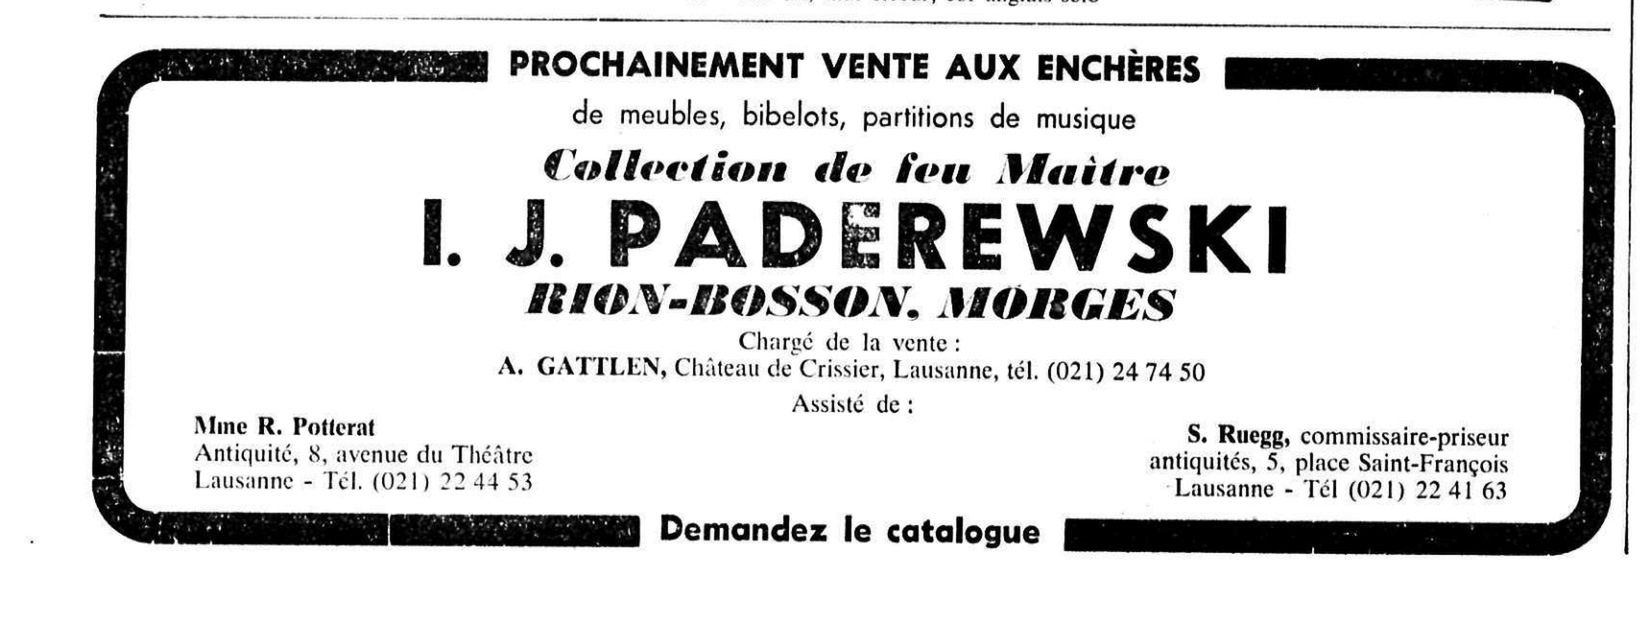 PROCHAINEMENT VENTE AUX ENCHÈRES
de meubles, bibelots, partitions de musique
Collection de feu Maître
I. J. PADEREWSKI
RION-BOSSON, MORGES
Chargé de la vente :
A. GATTLEN, Château de Crissier, Lausanne, tél. (021) 24 74 50
Assisté de :
Mme R. Potterat
Antiquité, 8, avenue du Théâtre
Lausanne - Tél. (021) 22 44 53
S. Ruegg, commissaire-priseur
antiquités, 5, place Saint-François
Lausanne - Tél (021) 22 41 63
Demandez le catalogue